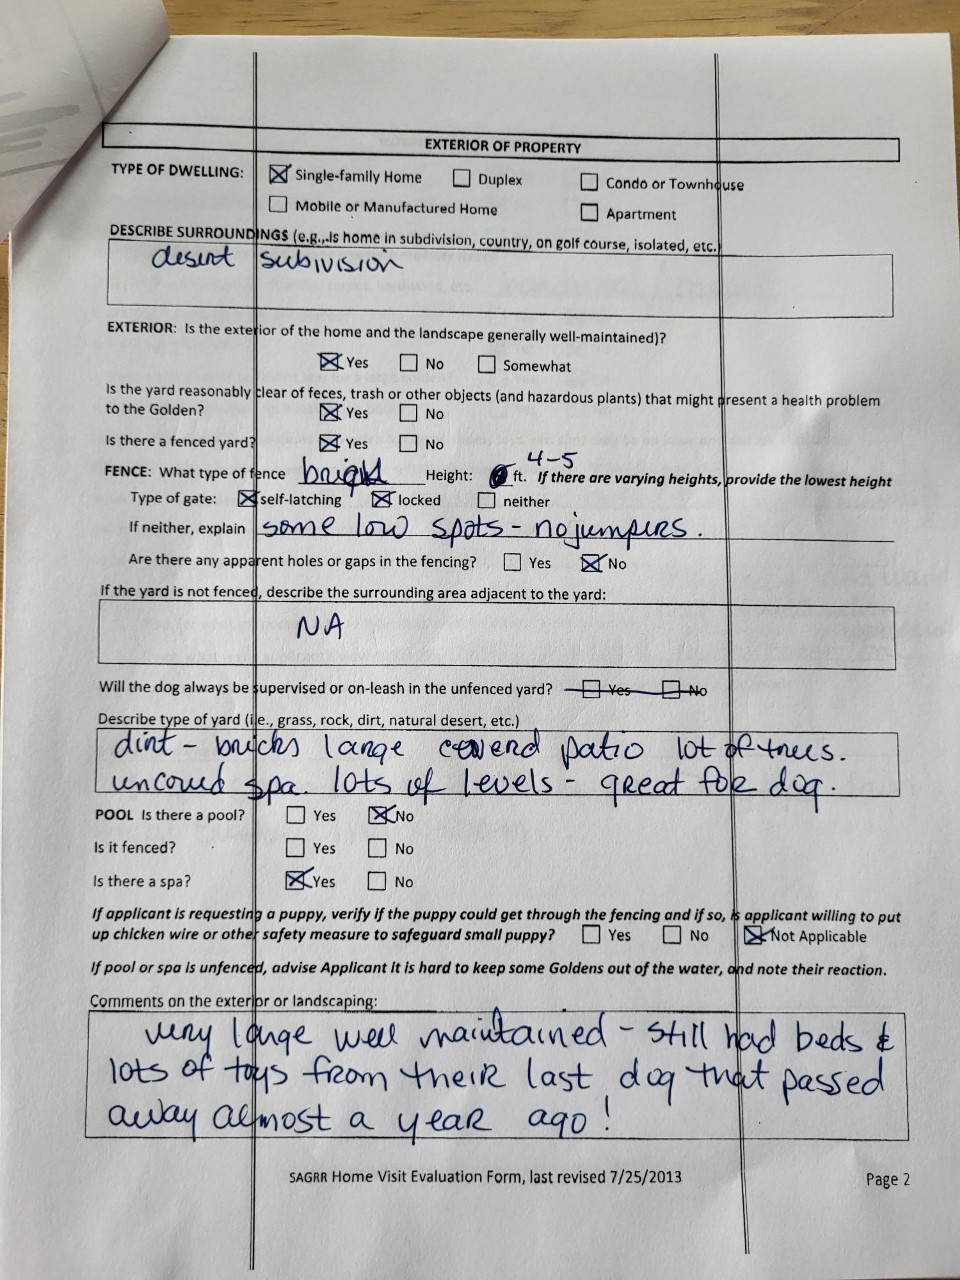 EXTERIOR OF PROPERTY
TYPE OF DWELLING: Single-family Home Duplex Condo or Townhouse
Mobile or Manufactured Home Apartment
DESCRIBE SURROUNDINGS (e.g., is home in subdivision, country, on golf course, isolated, etc.)
desert subivision
EXTERIOR: Is the exterior of the home and the landscape generally well-maintained)?
Yes No Somewhat
Is the yard reasonably clear of feces, trash or other objects (and hazardous plants) that might present a health problem
to the Golden? Yes No
Is there a fenced yard? Yes No
4-5
FENCE: What type of fence Height: ft. If there are varying heights, provide the lowest height
Type of gate: self-latching locked neither
If neither, explain some low spots - no jumpers.
Are there any apparent holes or gaps in the fencing? Yes No
If the yard is not fenced, describe the surrounding area adjacent to the yard:
NA
Will the dog always be supervised or on-leash in the unfenced yard? Yes No
Describe type of yard (i.e., grass, rock, dirt, natural desert, etc.)
dirt - bricks large coverd patio lot of trees.
uncoverd spa. lots of levels - great for dog.
POOL Is there a pool? Yes No
Is it fenced? Yes No
Is there a spa? Yes No
If applicant is requesting a puppy, verify if the puppy could get through the fencing and if so, is applicant willing to put
up chicken wire or other safety measure to safeguard small puppy? Yes No Not Applicable
If pool or spa is unfenced, advise Applicant it is hard to keep some Goldens out of the water, and note their reaction.
Comments on the exterior or landscaping:
very large well maintained - still had beds &
lots of toys from their last dog that passed
away almost a year ago!
SAGRR Home Visit Evaluation Form, last revised 7/25/2013 Page 2